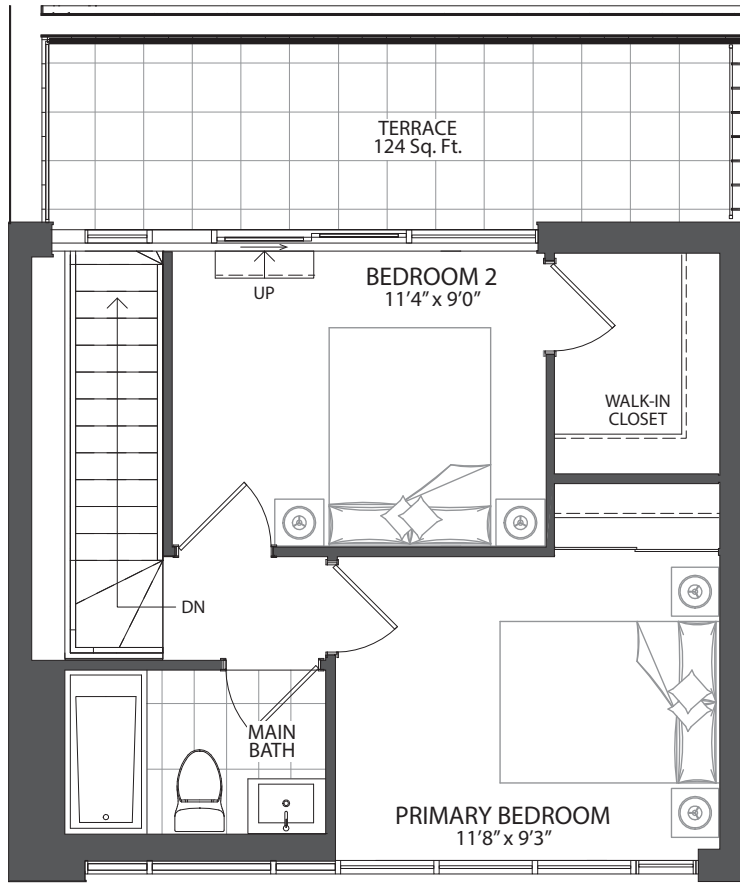 TERRACE
124 Sq. Ft.
BEDROOM 2
11’4” x 9’0”
UP
WALK-IN
CLOSET
DN
MAIN
BATH
PRIMARY BEDROOM
11’8” x 9’3”